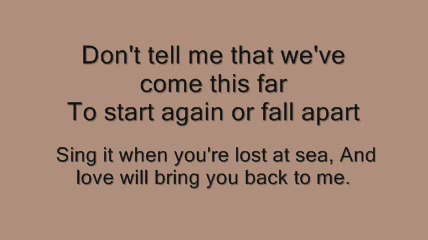 Don't tell me that we've
come this far
To start again or fall apart
Sing it when you're lost at sea, And
love will bring you back to me.